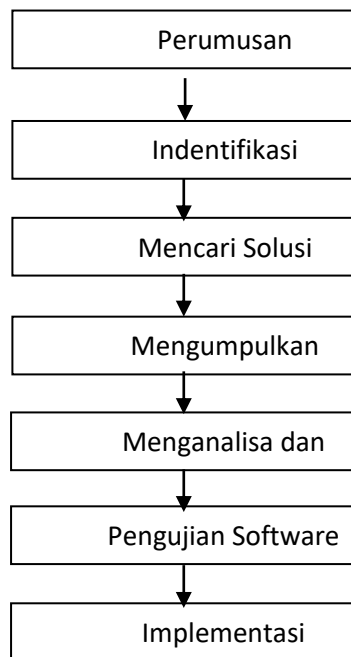 Perumusan
Indentifikasi
Mencari Solusi
Mengumpulkan
Menganalisa dan
Pengujian Software
Implementasi